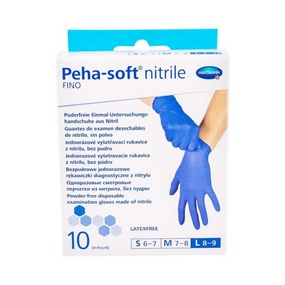 Peha-soft® nitrile
FINO
HARTMANN
Puderfreie Einmal-Untersuchungs-
handschuhe aus Nitril
Guantes de examen desechables
de nitrilo, sin polvo
Jednorázové vyšetřovací rukavice
z nitrilu, bez pudru
Jednorazové vyšetrovacie rukavice
z nitrilu, bez púdru
Bezpudrowe jednorazowe
rękawiczki diagnostyczne z nitrylu
Одноразовые смотровые
перчатки из нитрила, без пудры
Powder-free disposable
examination gloves made of nitrile
LATEXFREE
10 ST/PCS/PZ
S 6-7 M 7-8 L 8-9